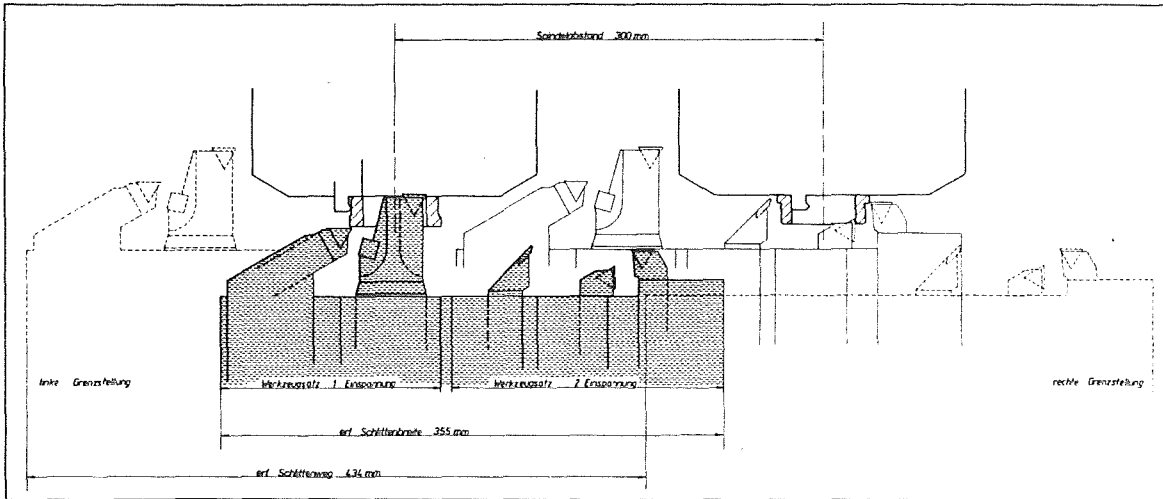 Spindelabstand 300 mm
linke Grenzstellung
Werkzeugsatz 1 Einspannung
Werkzeugsatz 2 Einspannung
rechte Grenzstellung
erf Schlittenbreite 355 mm
erf Schlittenweg 434 mm